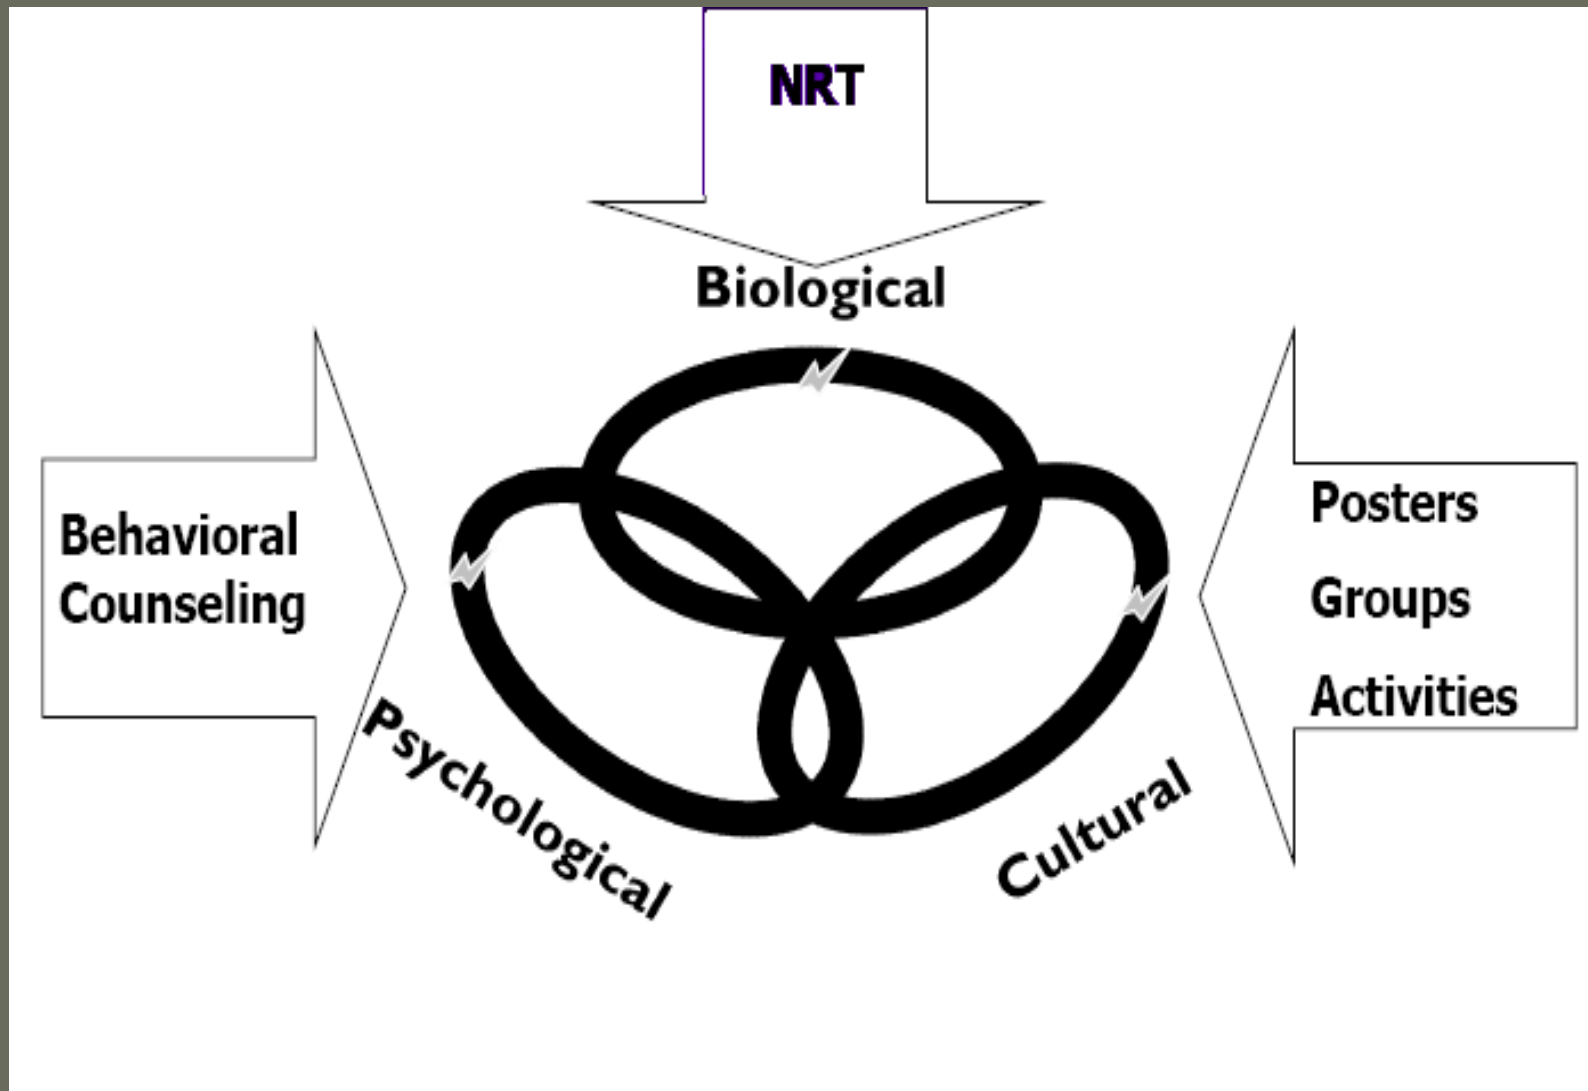 NRT
Biological
Behavioral
Counseling
Posters
Groups
Activities
Psychological
Cultural